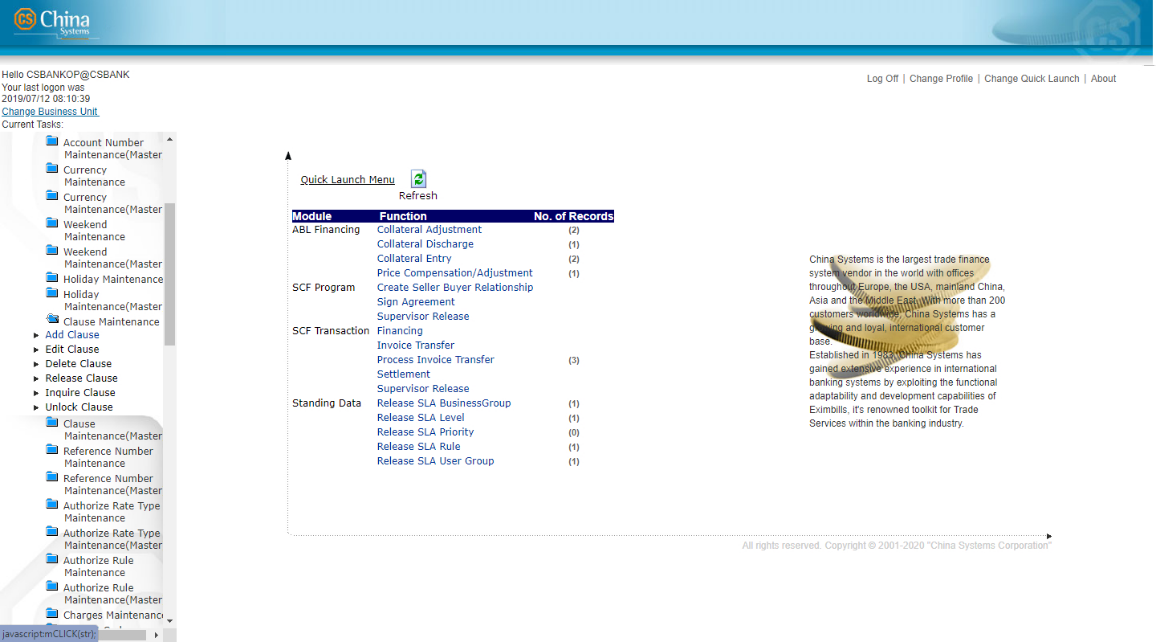 CS China
Systems
Hello CSBANKOP@CSBANK
Your last logon was
2019/07/12 08:10:39
Change Business Unit
Current Tasks:
Log Off | Change Profile | Change Quick Launch | About
Account Number
Maintenance(Master
Currency
Maintenance
Currency
Maintenance(Master
Weekend
Maintenance
Weekend
Maintenance(Master
Holiday Maintenance
Holiday
Maintenance(Master
Clause Maintenance
Add Clause
Edit Clause
Delete Clause
Release Clause
Inquire Clause
Unlock Clause
Clause
Maintenance(Master
Reference Number
Maintenance
Reference Number
Maintenance(Master
Authorize Rate Type
Maintenance
Authorize Rate Type
Maintenance(Master
Authorize Rule
Maintenance
Authorize Rule
Maintenance(Master
Charges Maintenance
javascript:mCLICK(str);
Quick Launch Menu
Refresh
Module Function No. of Records
ABL Financing Collateral Adjustment (2)
Collateral Discharge (1)
Collateral Entry (2)
Price Compensation/Adjustment (1)
SCF Program Create Seller Buyer Relationship
Sign Agreement
Supervisor Release
SCF Transaction Financing
Invoice Transfer
Process Invoice Transfer (3)
Settlement
Supervisor Release
Standing Data Release SLA BusinessGroup (1)
Release SLA Level (1)
Release SLA Priority (0)
Release SLA Rule (1)
Release SLA User Group (1)
China Systems is the largest trade finance
system vendor in the world with offices
throughout Europe, the USA, mainland China,
Asia and the Middle East. With more than 200
customers worldwide, China Systems has a
growing and loyal, international customer
base.
Established in 1983, China Systems has
gained extensive experience in international
banking systems by exploiting the functional
adaptability and development capabilities of
Eximbills, it's renowned toolkit for Trade
Services within the banking industry.
All rights reserved. Copyright © 2001-2020 "China Systems Corporation"